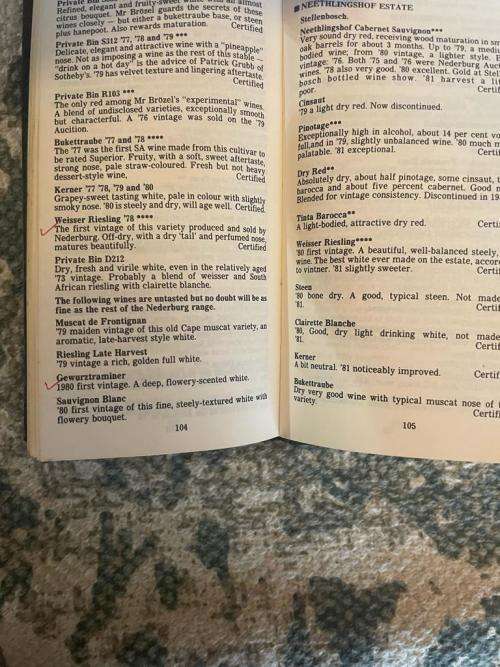 Refined, elegant and fruity-sweet with an almost
citrus bouquet. Mr Brözel guards the secrets of these
wines closely — but either a bukettraube base, or steen
plus hanepoot. Also rewards maturation. Certified
Private Bin S312 '77, '78 and '79 ***
Delicate, elegant and attractive wine with a "pineapple"
nose. Not as imposing a wine as the rest of this stable —
"drink on a hot day" is the advice of Patrick Grubb of
Sotheby's. '79 has velvet texture and lingering aftertaste.
Certified
Private Bin R103 ***
The only red among Mr Brözel's "experimental" wines.
A blend of undisclosed varieties, exceptionally smooth
but characterful. A '76 vintage was sold on the '79
Aucition.
Bukettraube '77 and '78 ****
The '77 was the first SA wine made from this cultivar to
be rated Superior. Fruity, with a soft, sweet aftertaste,
strong nose, pale straw-coloured. Fresh but not heavy
dessert-style wine. Certified
Kerner '77 '78, '79 and '80
Grapey-sweet tasting white, pale in colour with slightly
smoky nose. '80 is steely and dry, will age well. Certified.
Weisser Riesling '78 ****
The first vintage of this variety produced and sold by
Nederburg. Off-dry, with a dry 'tail' and perfumed nose,
matures beautifully. Certified
Private Bin D212
Dry, fresh and virile white, even in the relatively aged
'73 vintage. Probably a blend of weisser and South
African riesling with clairette blanche.
The following wines are untasted but no doubt will be as
fine as the rest of the Nederburg range.
Muscat de Frontignan
'79 maiden vintage of this old Cape muscat variety, an
aromatic, late-harvest style white.
Riesling Late Harvest
'79 vintage a rich, golden full white.
Gewurztraminer
1980 first vintage. A deep, flowery-scented white.
Sauvignon Blanc
'80 first vintage of this fine, steely-textured white with
flowery bouquet.
104
NEETHLINGSHOF ESTATE
Stellenbosch.
Neethlingshof Cabernet Sauvignon***
Very sound dry red, receiving wood maturation in sm
oak barrels for about 3 months. Up to '79, a mediu
bodied wine; from '80 vintage, a lighter style. B
vintage: '76. Both '75 and '76 were Nederburg Aucti
wines. '78 also very good, '80 excellent. Gold at Stell
bosch bottled wine show. '81 harvest a litt
poor. Certifi
Cinsaut
'79 a light dry red. Now discontinued.
Pinotage***
Exceptionally high in alcohol, about 14 per cent vo
full,and in '79, slightly unbalanced wine. '80 much m
palatable. '81 exceptional. Certifi
Dry Red**
Absolutely dry, about half pinotage, some cinsaut, t
barocca and about five percent cabernet. Good n
Blended for vintage consistency. Discontinued in 198
Tinta Barocca**
A light-bodied, attractive dry red. Certif
Weisser Riesling****
'80 first vintage. A beautiful, well-balanced steely,
wine. The best white ever made on the estate, accor
to vintner. '81 slightly sweeter. Certif
Steen
'80 bone dry. A good, typical steen. Not made
'81. Certif
Clairette Blanche
'80, Good, dry light drinking white, not made
'81. Certif
Kerner
A bit neutral. '81 noticeably improved. Certif
Bukettraube
Dry very good wine with typical muscat nose of t
variety. Certif
105